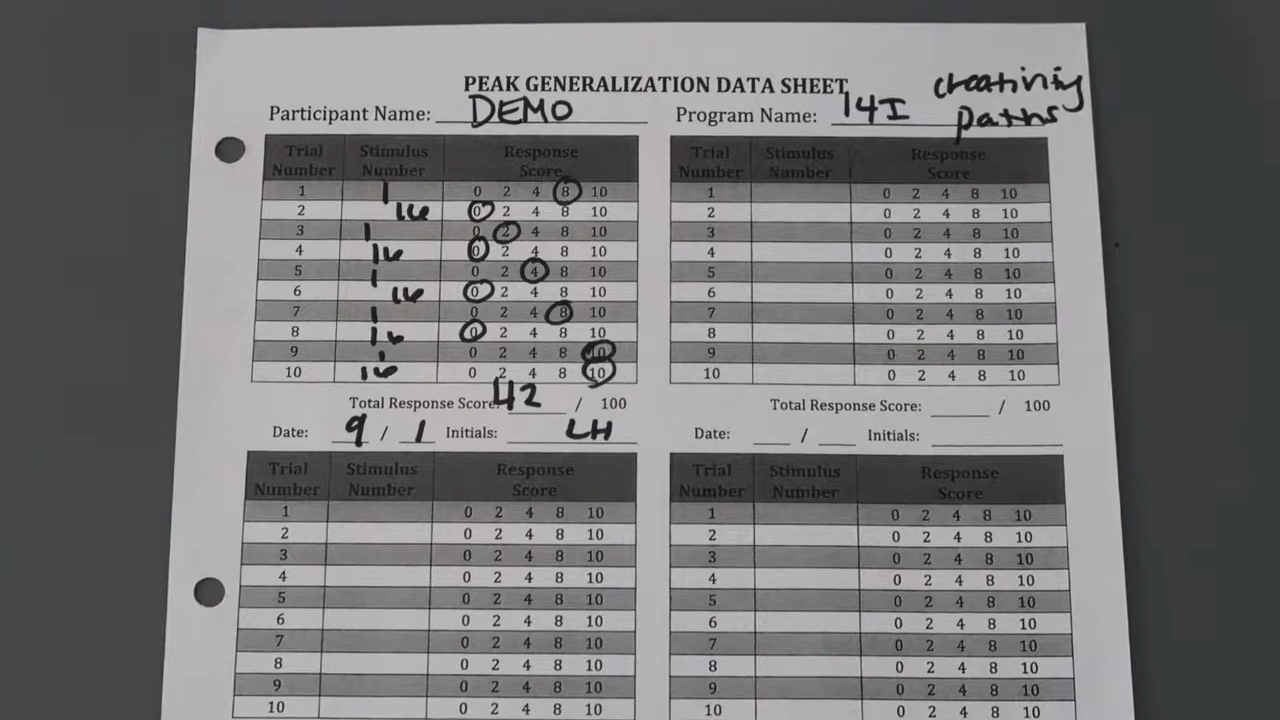 PEAK GENERALIZATION DATA SHEET
creativity
paths
Participant Name: DEMO Program Name: 14I
Trial Number Stimulus Number Response Score
1 1 0 2 4 8 10
2 16 0 2 4 8 10
3 1 0 2 4 8 10
4 16 0 2 4 8 10
5 1 0 2 4 8 10
6 16 0 2 4 8 10
7 1 0 2 4 8 10
8 16 0 2 4 8 10
9 1 0 2 4 8 10
10 16 0 2 4 8 10
Total Response Score: 42 / 100
Date: 9 / 1 Initials: LH
Trial Number Stimulus Number Response Score
1 0 2 4 8 10
2 0 2 4 8 10
3 0 2 4 8 10
4 0 2 4 8 10
5 0 2 4 8 10
6 0 2 4 8 10
7 0 2 4 8 10
8 0 2 4 8 10
9 0 2 4 8 10
10 0 2 4 8 10
Total Response Score: / 100
Date: / Initials:
Trial Number Stimulus Number Response Score
1 0 2 4 8 10
2 0 2 4 8 10
3 0 2 4 8 10
4 0 2 4 8 10
5 0 2 4 8 10
6 0 2 4 8 10
7 0 2 4 8 10
8 0 2 4 8 10
9 0 2 4 8 10
10 0 2 4 8 10
Trial Number Stimulus Number Response Score
1 0 2 4 8 10
2 0 2 4 8 10
3 0 2 4 8 10
4 0 2 4 8 10
5 0 2 4 8 10
6 0 2 4 8 10
7 0 2 4 8 10
8 0 2 4 8 10
9 0 2 4 8 10
10 0 2 4 8 10